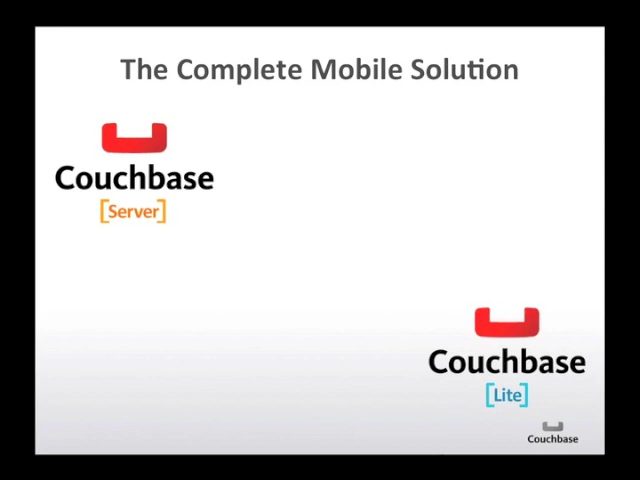 The Complete Mobile Solution
Couchbase
[Server]
Couchbase
[Lite]
Couchbase